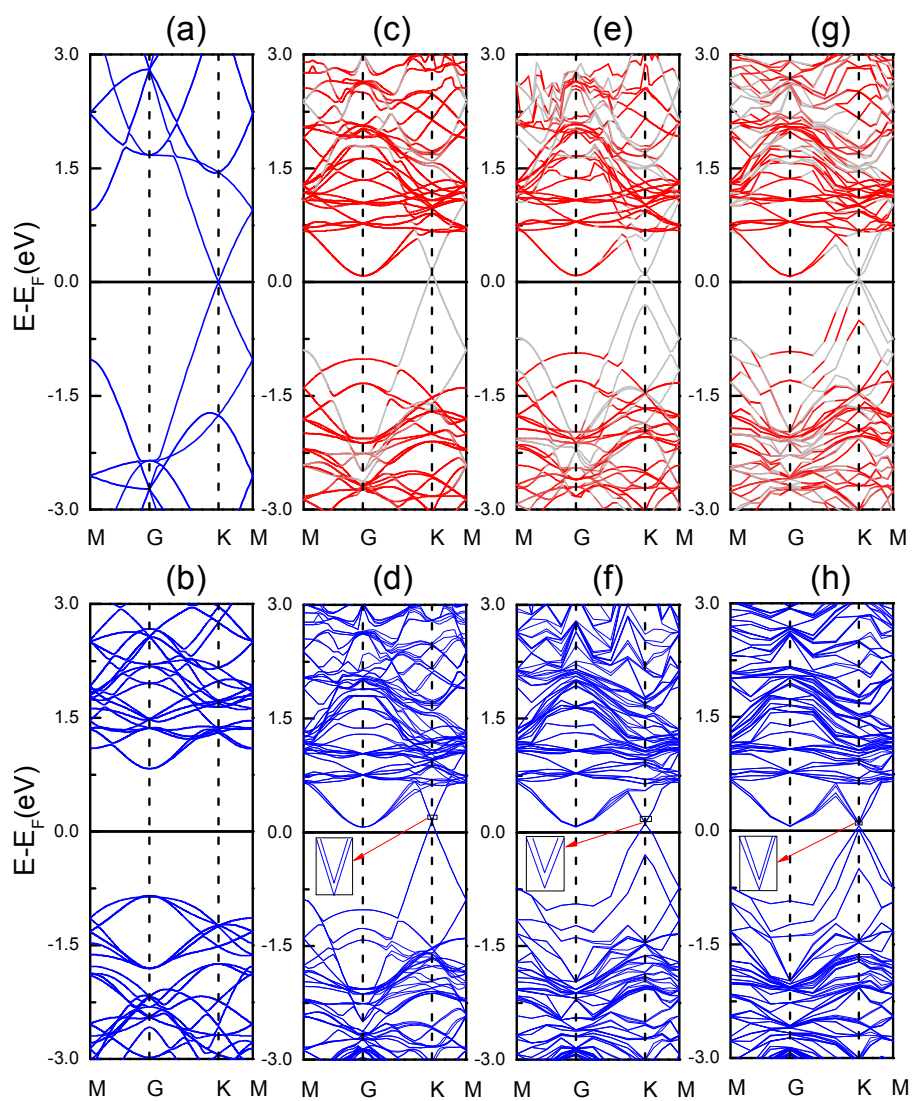 (a) (c) (e) (g)
3.0 3.0 3.0 3.0
1.5 1.5 1.5 1.5
0.0 0.0 0.0 0.0
E-E_F(eV)
-1.5 -1.5 -1.5 -1.5
-3.0 -3.0 -3.0 -3.0
M G K M M G K M M G K M M G K M
(b) (d) (f) (h)
3.0 3.0 3.0 3.0
1.5 1.5 1.5 1.5
0.0 0.0 0.0 0.0
E-E_F(eV)
-1.5 -1.5 -1.5 -1.5
-3.0 -3.0 -3.0 -3.0
M G K M M G K M M G K M M G K M